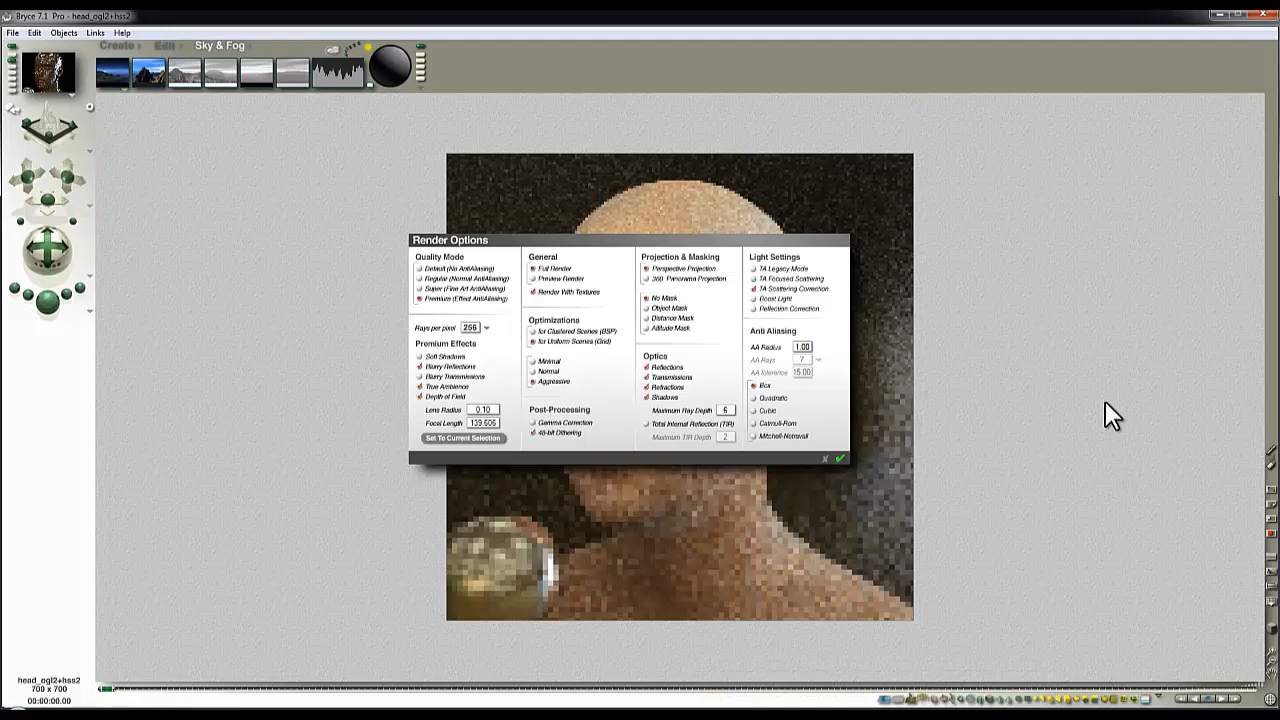 Bryce 7.1 Pro - head_ogl2+hss2
File Edit Objects Links Help
Create Edit Sky & Fog
Render Options
Quality Mode
Default (No AntiAliasing)
Regular (Normal AntiAliasing)
Super (Fine Art AntiAliasing)
Premium (Effect AntiAliasing)
Rays per pixel 256
Premium Effects
Soft Shadows
Blurry Reflections
Blurry Transmissions
True Ambience
Depth of Field
Lens Radius 0.10
Focal Length 139.606
Set To Current Selection
General
Full Render
Preview Render
Render With Textures
Optimizations
for Clustered Scenes (BSP)
for Uniform Scenes (Grid)
Minimal
Normal
Aggressive
Post-Processing
Gamma Correction
48-bit Dithering
Projection & Masking
Perspective Projection
360 Panorama Projection
No Mask
Object Mask
Distance Mask
Altitude Mask
Optics
Reflections
Transmissions
Refractions
Shadows
Maximum Ray Depth 6
Total Internal Reflection (TIR)
Maximum TIR Depth 2
Light Settings
TA Legacy Mode
TA Focused Scattering
TA Scattering Correction
Boost Light
Reflection Correction
Anti Aliasing
AA Radius 1.00
AA Rays 7
AA Tolerance 15.00
Box
Quadratic
Cubic
Catmull-Rom
Mitchell-Netravali
head_ogl2+hss2
700 x 700
00:00:00.00